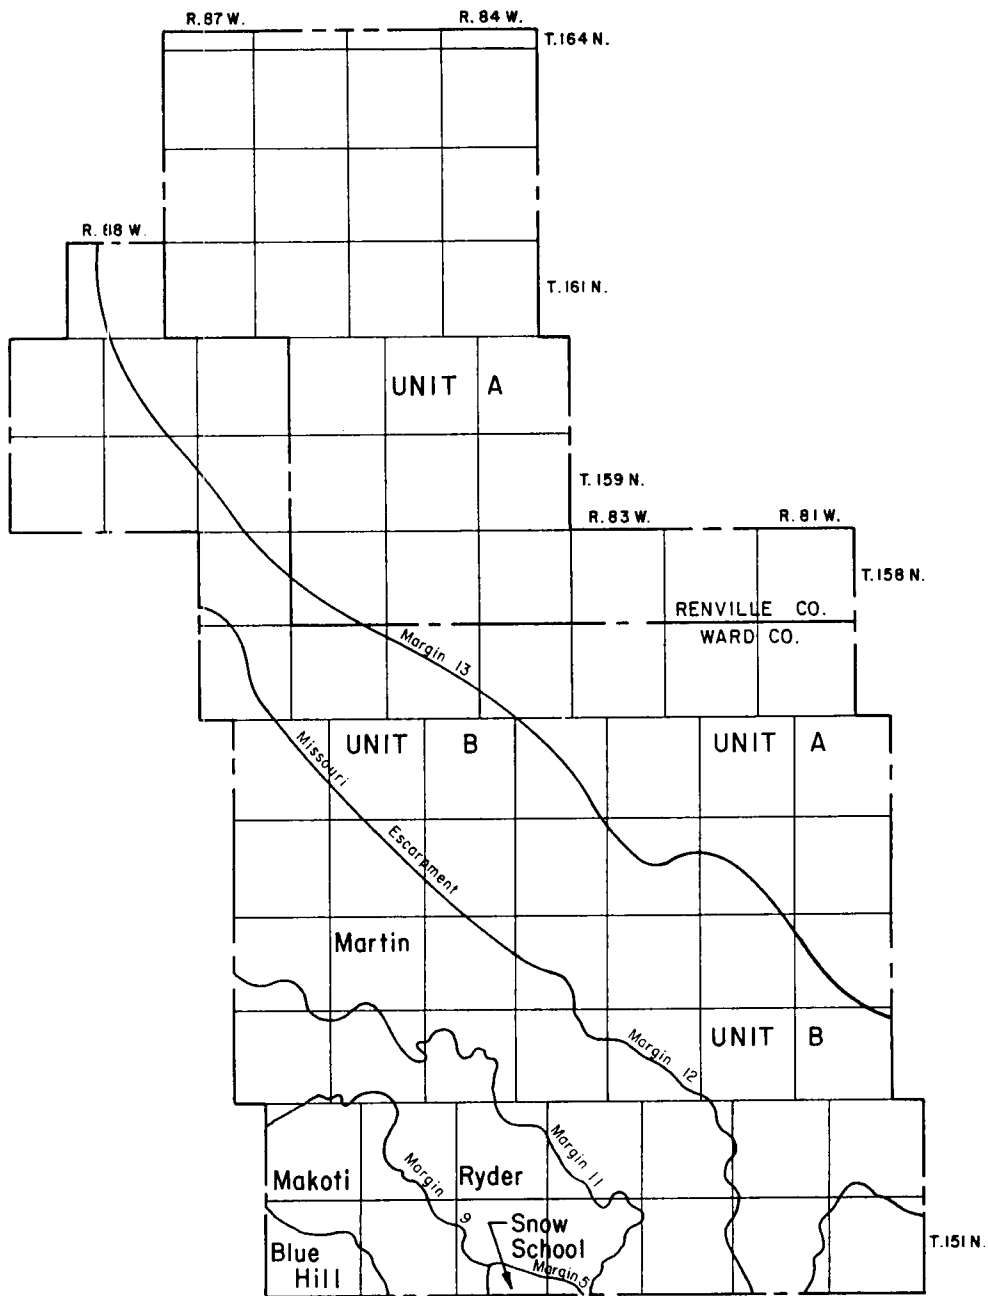 R. 87 W.
R. 84 W.
T. 164 N.
R. 88 W.
T. 161 N.
UNIT A
T. 159 N.
R. 83 W.
R. 81 W.
T. 158 N.
RENVILLE CO.
WARD CO.
Margin 13
UNIT B
UNIT A
Missouri
Escarpment
Martin
UNIT B
Margin 12
Margin 11
Makoti
Margin 9
Ryder
Snow
School
Blue
Hill
Margin 5
T. 151 N.